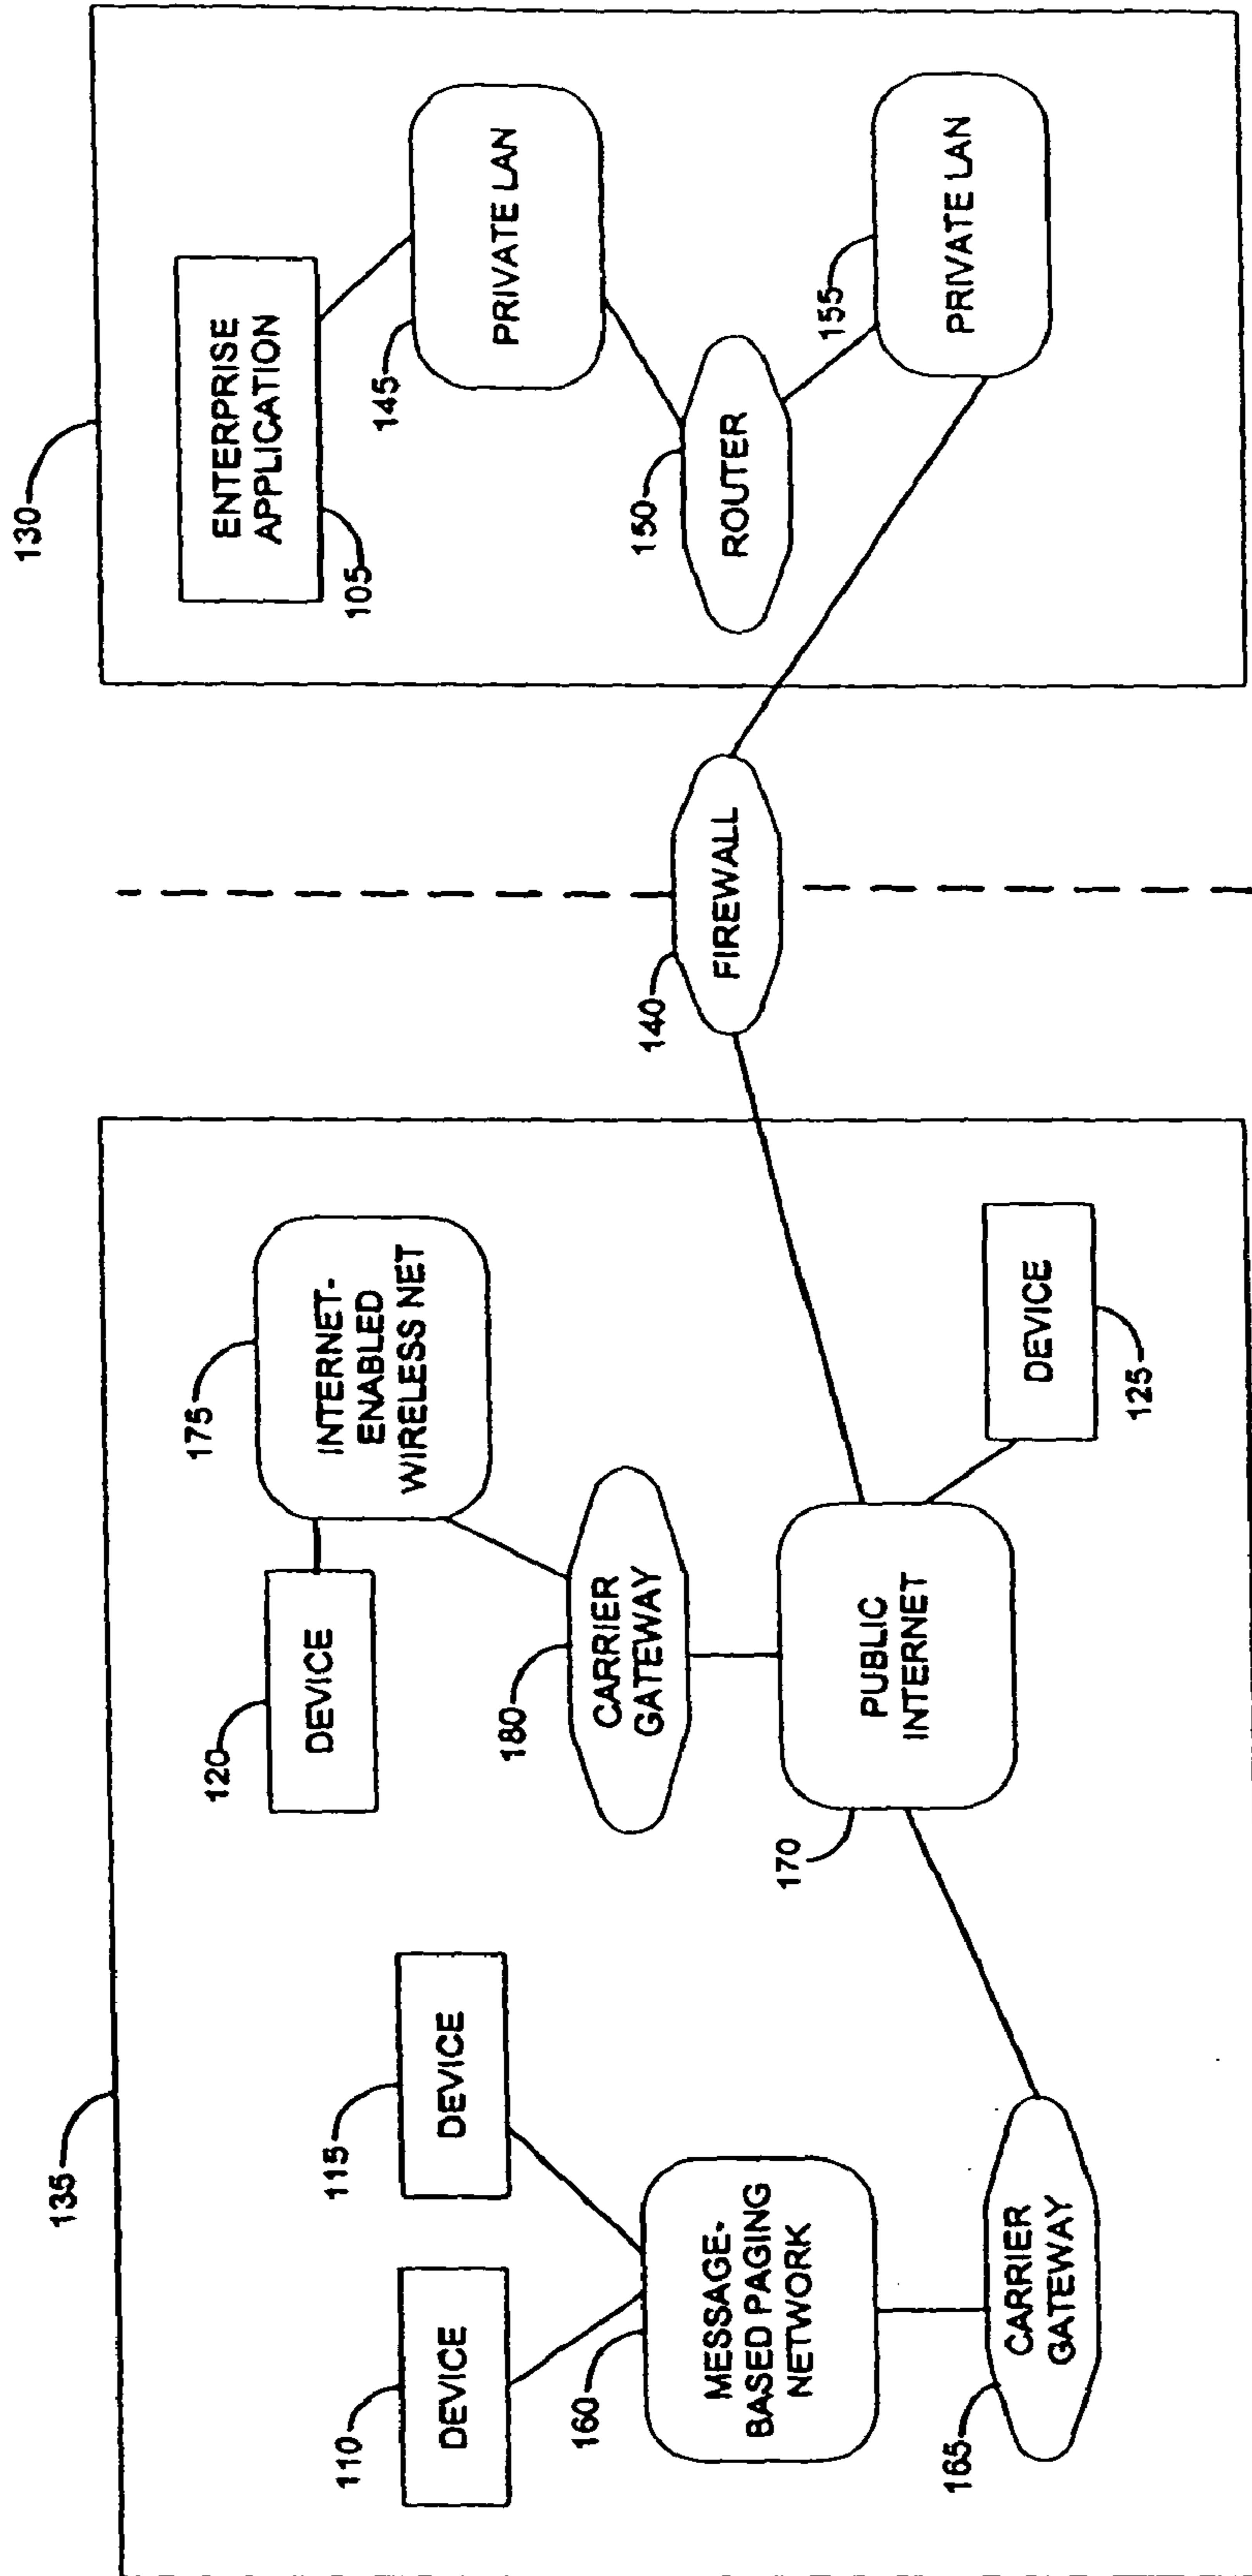 135
110
DEVICE
115
DEVICE
120
DEVICE
175
INTERNET-
ENABLED
WIRELESS NET
160
MESSAGE-
BASED PAGING
NETWORK
180
CARRIER
GATEWAY
165
CARRIER
GATEWAY
170
PUBLIC
INTERNET
DEVICE
125
140
FIREWALL
130
ENTERPRISE
APPLICATION
105
145
PRIVATE LAN
150
ROUTER
155
PRIVATE LAN